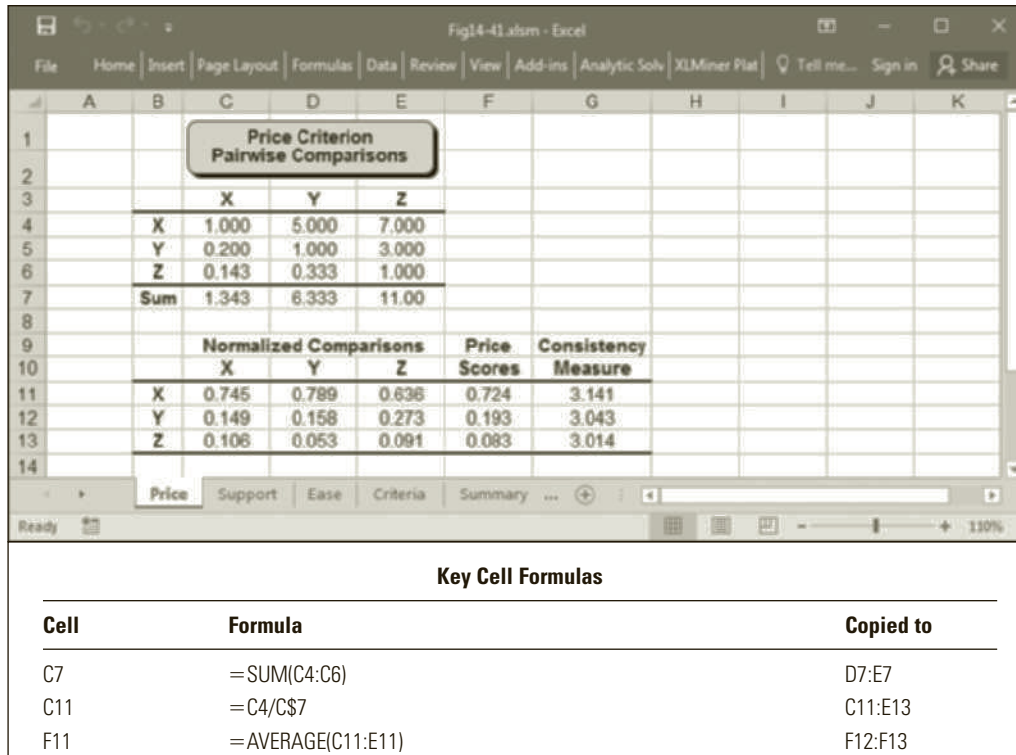 Fig14-41.xlsm - Excel
File Home Insert Page Layout Formulas Data Review View Add-ins Analytic Solv XLMiner Plat Tell me... Sign in Share
A B C D E F G H I J K
1 Price Criterion
2 Pairwise Comparisons
3 X Y Z
4 X 1.000 5.000 7.000
5 Y 0.200 1.000 3.000
6 Z 0.143 0.333 1.000
7 Sum 1.343 6.333 11.00
8
9 Normalized Comparisons Price Consistency
10 X Y Z Scores Measure
11 X 0.745 0.789 0.636 0.724 3.141
12 Y 0.149 0.158 0.273 0.193 3.043
13 Z 0.106 0.053 0.091 0.083 3.014
14
Price Support Ease Criteria Summary ...
Ready 110%
Key Cell Formulas
Cell Formula Copied to
C7 =SUM(C4:C6) D7:E7
C11 =C4/C$7 C11:E13
F11 =AVERAGE(C11:E11) F12:F13